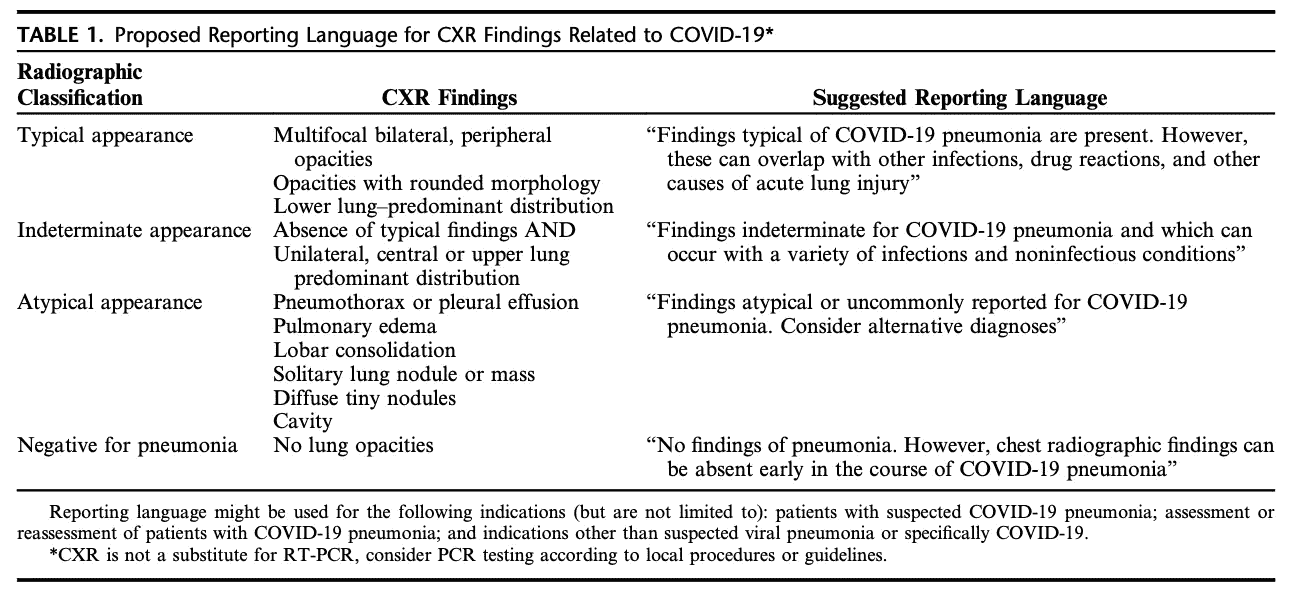 TABLE 1. Proposed Reporting Language for CXR Findings Related to COVID-19*
Radiographic
Classification CXR Findings Suggested Reporting Language
Typical appearance Multifocal bilateral, peripheral “Findings typical of COVID-19 pneumonia are present. However,
opacities these can overlap with other infections, drug reactions, and other
Opacities with rounded morphology causes of acute lung injury”
Lower lung–predominant distribution
Indeterminate appearance Absence of typical findings AND “Findings indeterminate for COVID-19 pneumonia and which can
Unilateral, central or upper lung occur with a variety of infections and noninfectious conditions”
predominant distribution
Atypical appearance Pneumothorax or pleural effusion “Findings atypical or uncommonly reported for COVID-19
Pulmonary edema pneumonia. Consider alternative diagnoses”
Lobar consolidation
Solitary lung nodule or mass
Diffuse tiny nodules
Cavity
Negative for pneumonia No lung opacities “No findings of pneumonia. However, chest radiographic findings can
be absent early in the course of COVID-19 pneumonia”
Reporting language might be used for the following indications (but are not limited to): patients with suspected COVID-19 pneumonia; assessment or
reassessment of patients with COVID-19 pneumonia; and indications other than suspected viral pneumonia or specifically COVID-19.
*CXR is not a substitute for RT-PCR, consider PCR testing according to local procedures or guidelines.